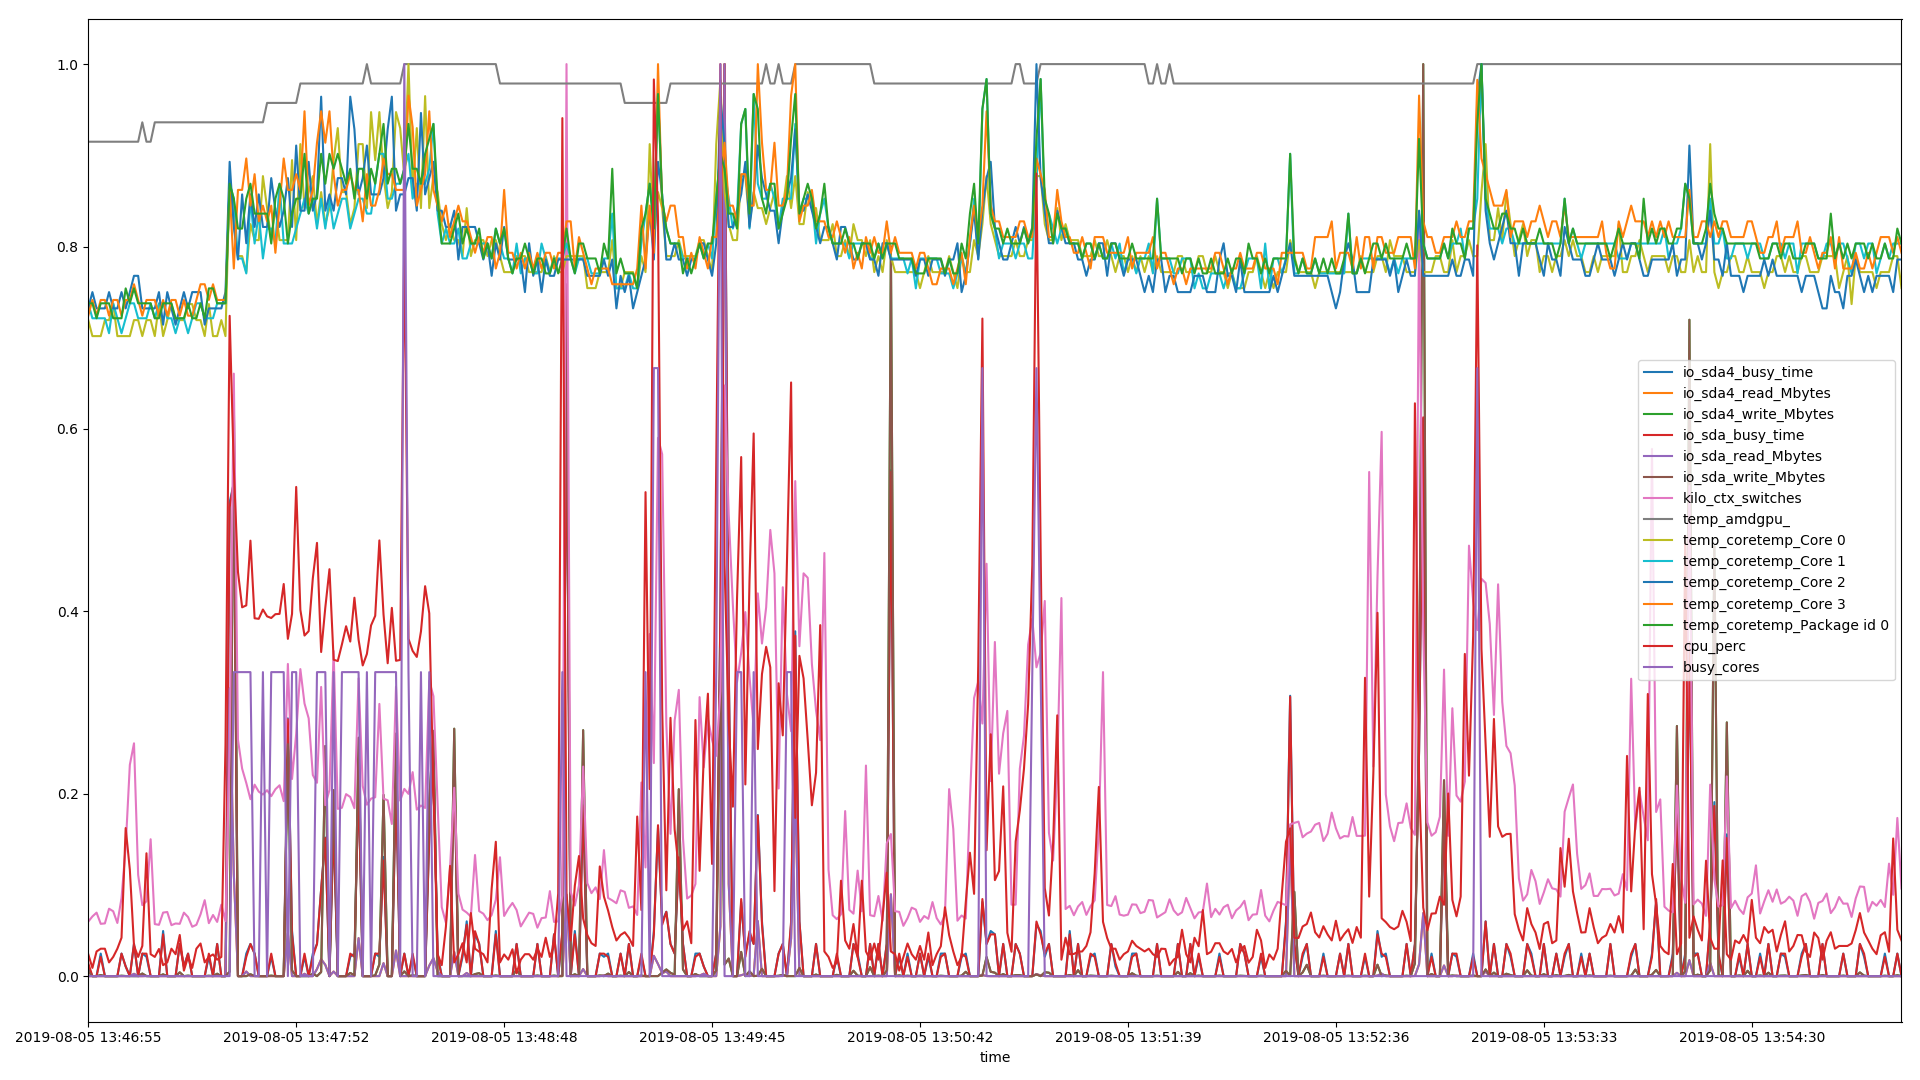 1.0
0.8
0.6
0.4
0.2
0.0
io_sda4_busy_time
io_sda4_read_Mbytes
io_sda4_write_Mbytes
io_sda_busy_time
io_sda_read_Mbytes
io_sda_write_Mbytes
kilo_ctx_switches
temp_amdgpu_
temp_coretemp_Core 0
temp_coretemp_Core 1
temp_coretemp_Core 2
temp_coretemp_Core 3
temp_coretemp_Package id 0
cpu_perc
busy_cores
2019-08-05 13:46:55 2019-08-05 13:47:52 2019-08-05 13:48:48 2019-08-05 13:49:45 2019-08-05 13:50:42 2019-08-05 13:51:39 2019-08-05 13:52:36 2019-08-05 13:53:33 2019-08-05 13:54:30
time